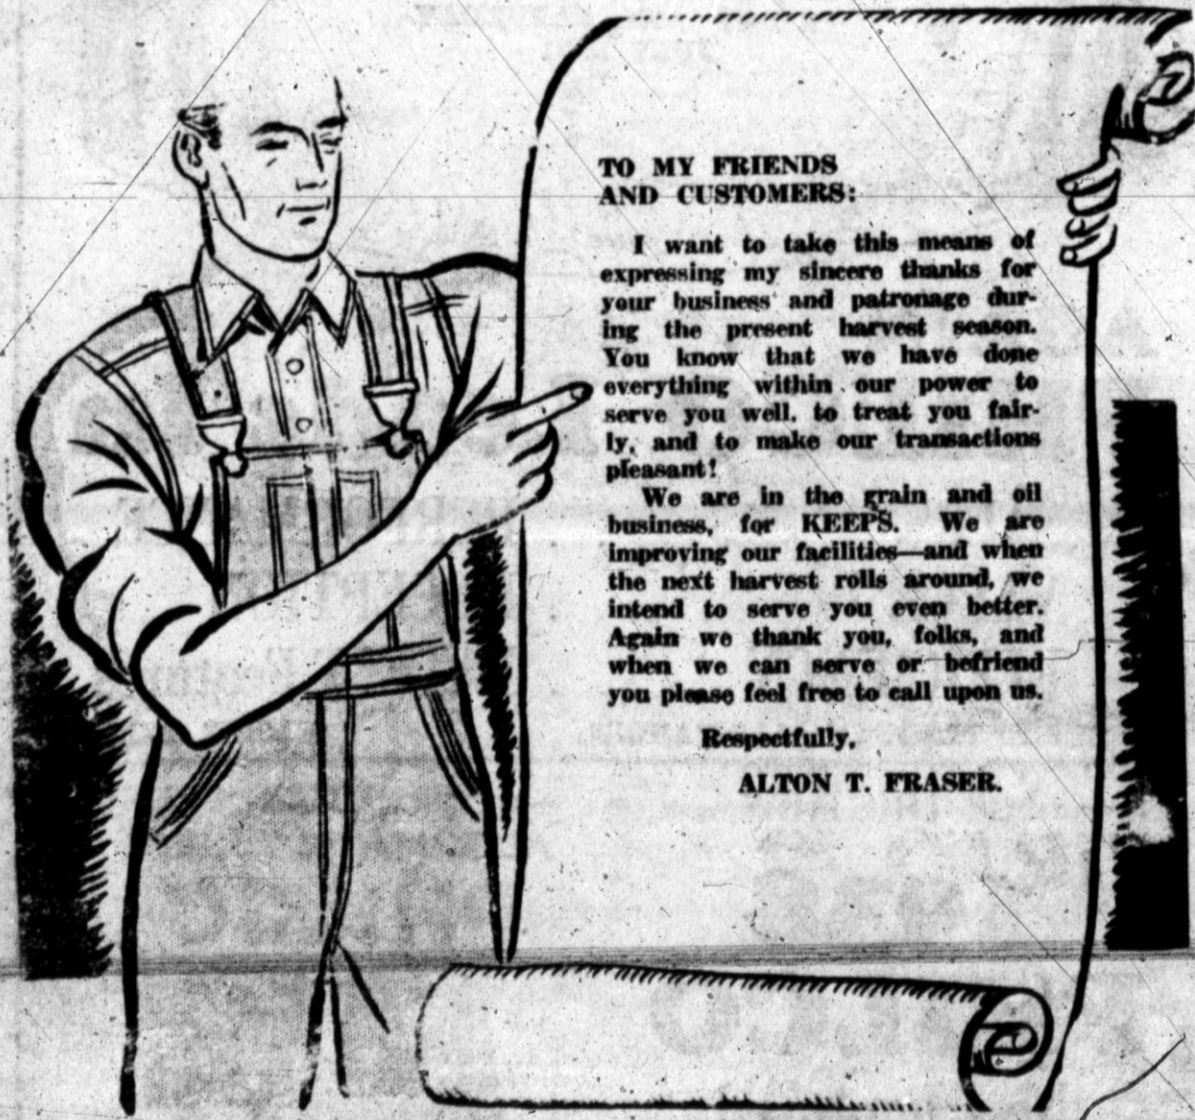 TO MY FRIENDS
AND CUSTOMERS:
I want to take this means of
expressing my sincere thanks for
your business and patronage dur-
ing the present harvest season.
You know that we have done
everything within our power to
serve you well, to treat you fair-
ly, and to make our transactions
pleasant!
We are in the grain and oil
business, for KEEPS. We are
improving our facilities—and when
the next harvest rolls around, we
intend to serve you even better.
Again we thank you, folks, and
when we can serve or befriend
you please feel free to call upon us.
Respectfully,
ALTON T. FRASER.